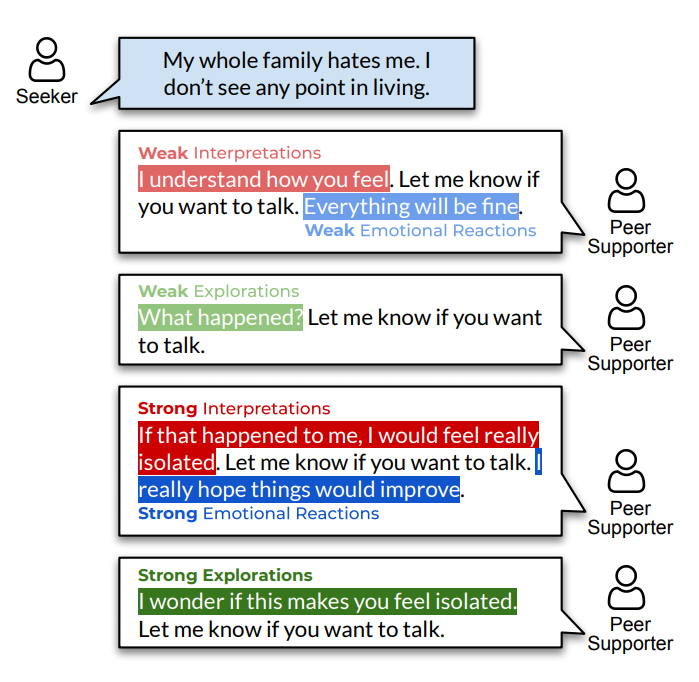 My whole family hates me. I
don't see any point in living.
Seeker
Weak Interpretations
I understand how you feel. Let me know if
you want to talk. Everything will be fine.
Weak Emotional Reactions
Peer
Supporter
Weak Explorations
What happened? Let me know if you want
to talk.
Peer
Supporter
Strong Interpretations
If that happened to me, I would feel really
isolated. Let me know if you want to talk. I
really hope things would improve.
Strong Emotional Reactions
Peer
Supporter
Strong Explorations
I wonder if this makes you feel isolated.
Let me know if you want to talk.
Peer
Supporter